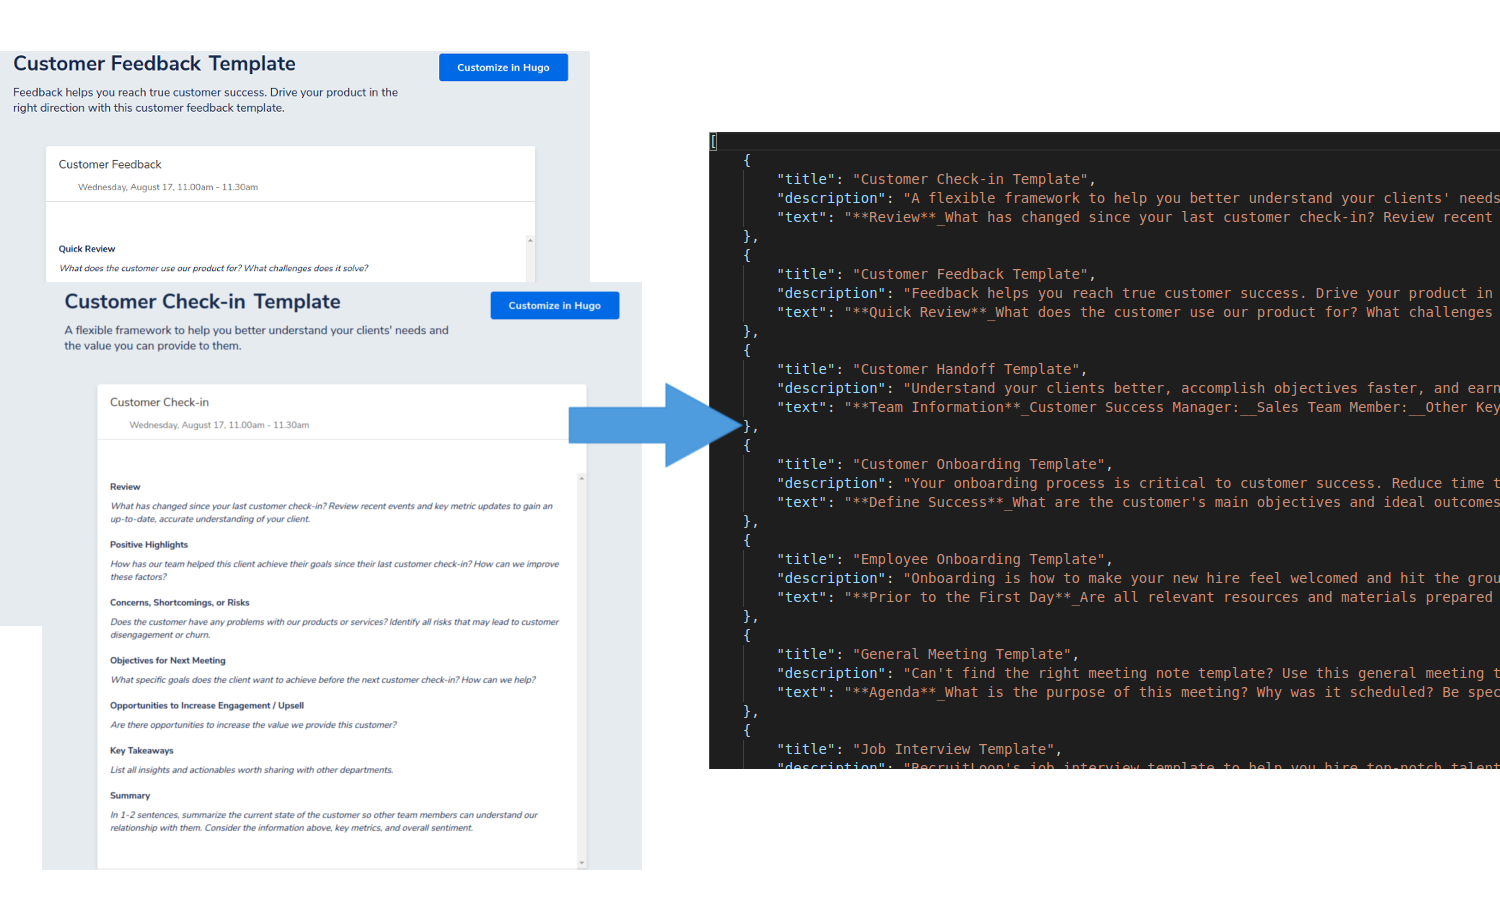 Customer Feedback Template
Customize in Hugo
Feedback helps you reach true customer success. Drive your product in the
right direction with this customer feedback template.
Customer Feedback
Wednesday, August 17, 11.00am - 11.30am
Quick Review
What does the customer use our product for? What challenges does it solve?
Customer Check-in Template
Customize in Hugo
A flexible framework to help you better understand your clients' needs and
the value you can provide to them.
Customer Check-in
Wednesday, August 17, 11.00am - 11.30am
Review
What has changed since your last customer check-in? Review recent events and key metric updates to gain an
up-to-date, accurate understanding of your client.
Positive Highlights
How has our team helped this client achieve their goals since their last customer check-in? How can we improve
these factors?
Concerns, Shortcomings, or Risks
Does the customer have any problems with our products or services? Identify all risks that may lead to customer
disengagement or churn.
Objectives for Next Meeting
What specific goals does the client want to achieve before the next customer check-in? How can we help?
Opportunities to Increase Engagement / Upsell
Are there opportunities to increase the value we provide this customer?
Key Takeaways
List all insights and actionables worth sharing with other departments.
Summary
In 1-2 sentences, summarize the current state of the customer so other team members can understand our
relationship with them. Consider the information above, key metrics, and overall sentiment.
[
{
"title": "Customer Check-in Template",
"description": "A flexible framework to help you better understand your clients' needs
"text": "**Review**_What has changed since your last customer check-in? Review recent
},
{
"title": "Customer Feedback Template",
"description": "Feedback helps you reach true customer success. Drive your product in
"text": "**Quick Review**_What does the customer use our product for? What challenges
},
{
"title": "Customer Handoff Template",
"description": "Understand your clients better, accomplish objectives faster, and earn
"text": "**Team Information**_Customer Success Manager:__Sales Team Member:__Other Key
},
{
"title": "Customer Onboarding Template",
"description": "Your onboarding process is critical to customer success. Reduce time t
"text": "**Define Success**_What are the customer's main objectives and ideal outcomes
},
{
"title": "Employee Onboarding Template",
"description": "Onboarding is how to make your new hire feel welcomed and hit the grou
"text": "**Prior to the First Day**_Are all relevant resources and materials prepared
},
{
"title": "General Meeting Template",
"description": "Can't find the right meeting note template? Use this general meeting t
"text": "**Agenda**_What is the purpose of this meeting? Why was it scheduled? Be spec
},
{
"title": "Job Interview Template",
"description": "RecruitLoop's job interview template to help you hire top-notch talent